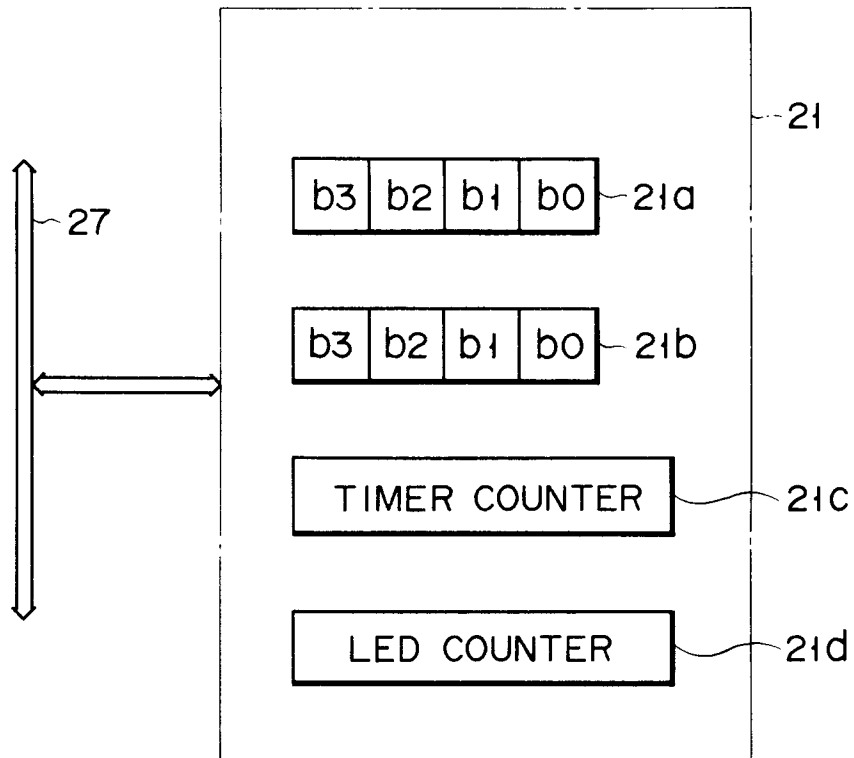 21
b3 b2 b1 b0 21a
27
b3 b2 b1 b0 21b
TIMER COUNTER 21c
LED COUNTER 21d